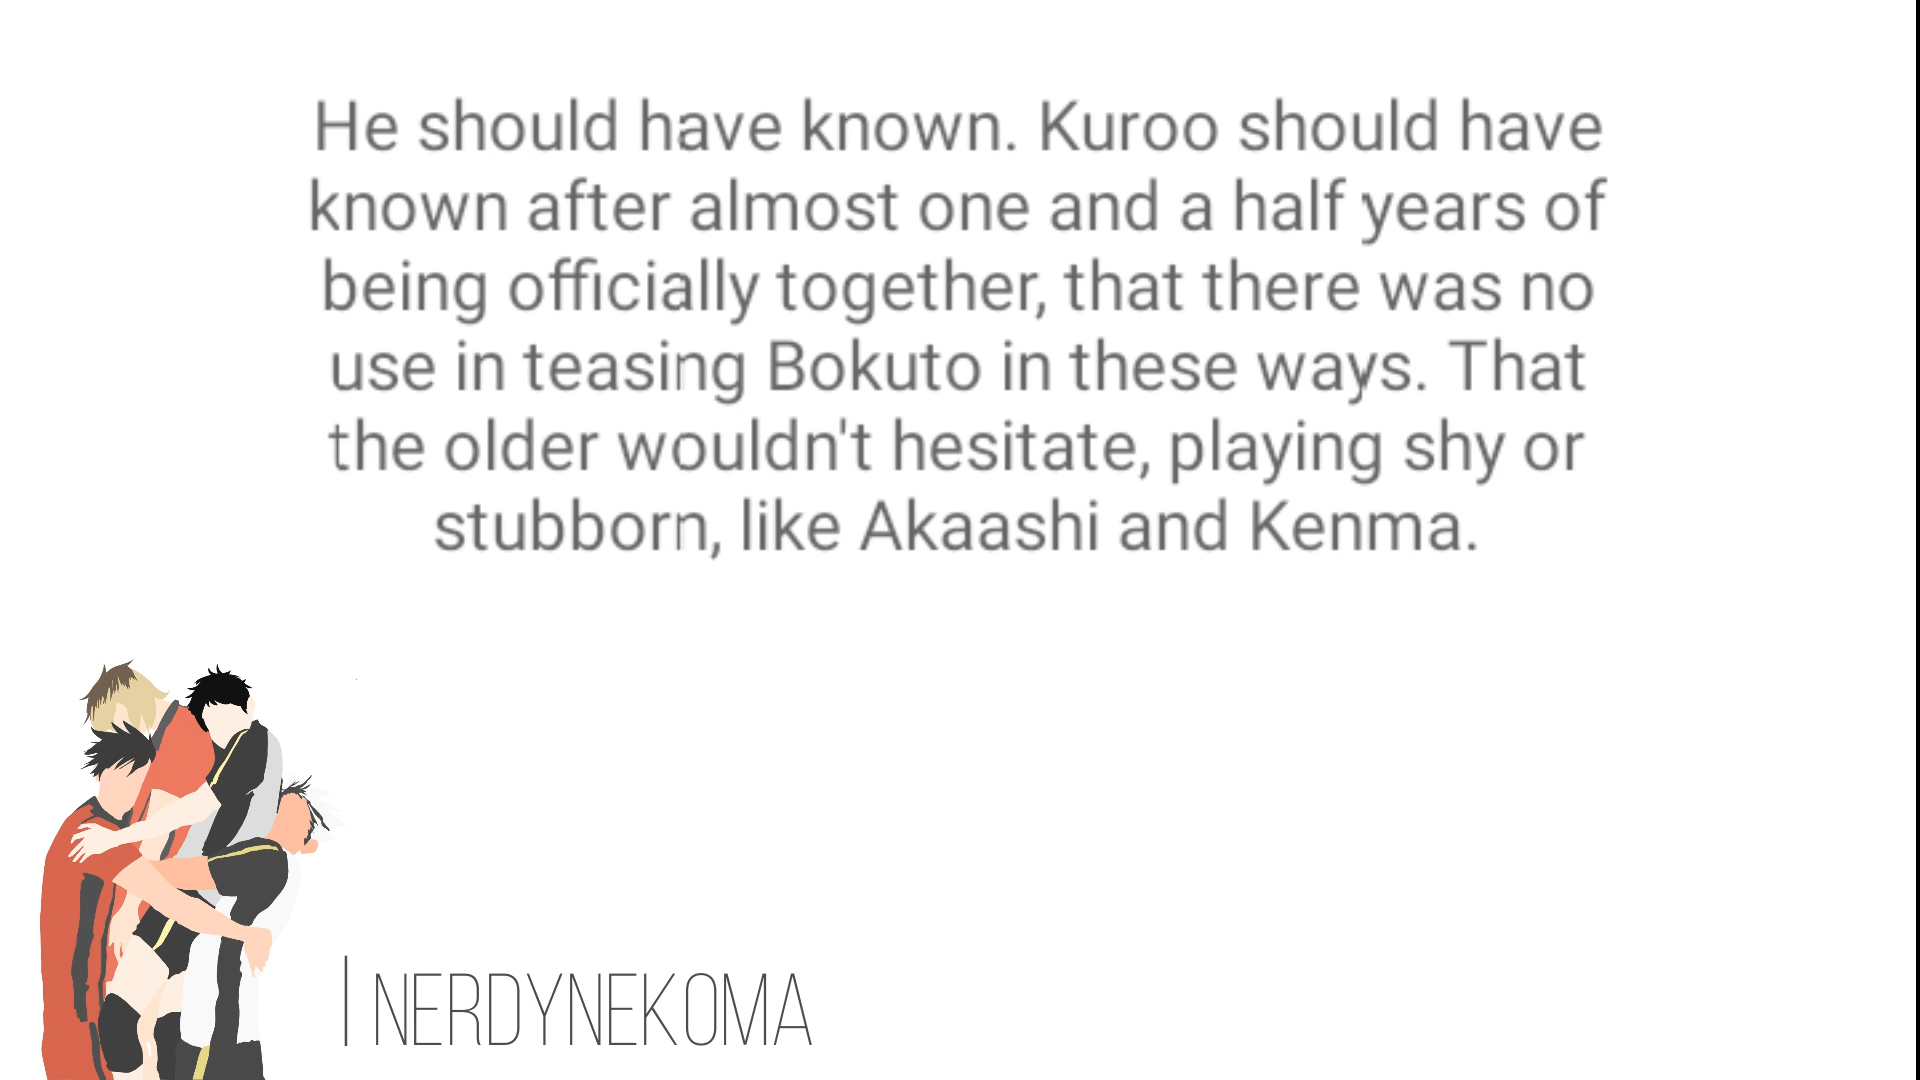 He should have known. Kuroo should have
known after almost one and a half years of
being officially together, that there was no
use in teasing Bokuto in these ways. That
the older wouldn't hesitate, playing shy or
stubborn, like Akaashi and Kenma.
| NERDYNEKOMA